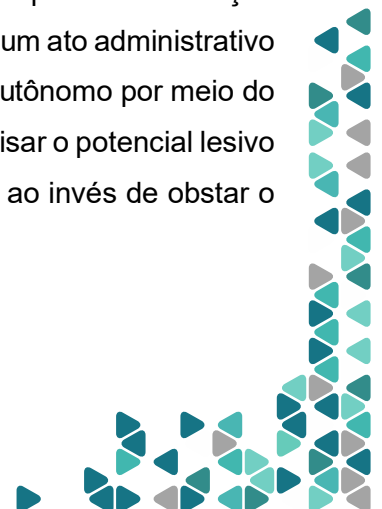 um ato administrativo
utônomo por meio do
isar o potencial lesivo
ao invés de obstar o